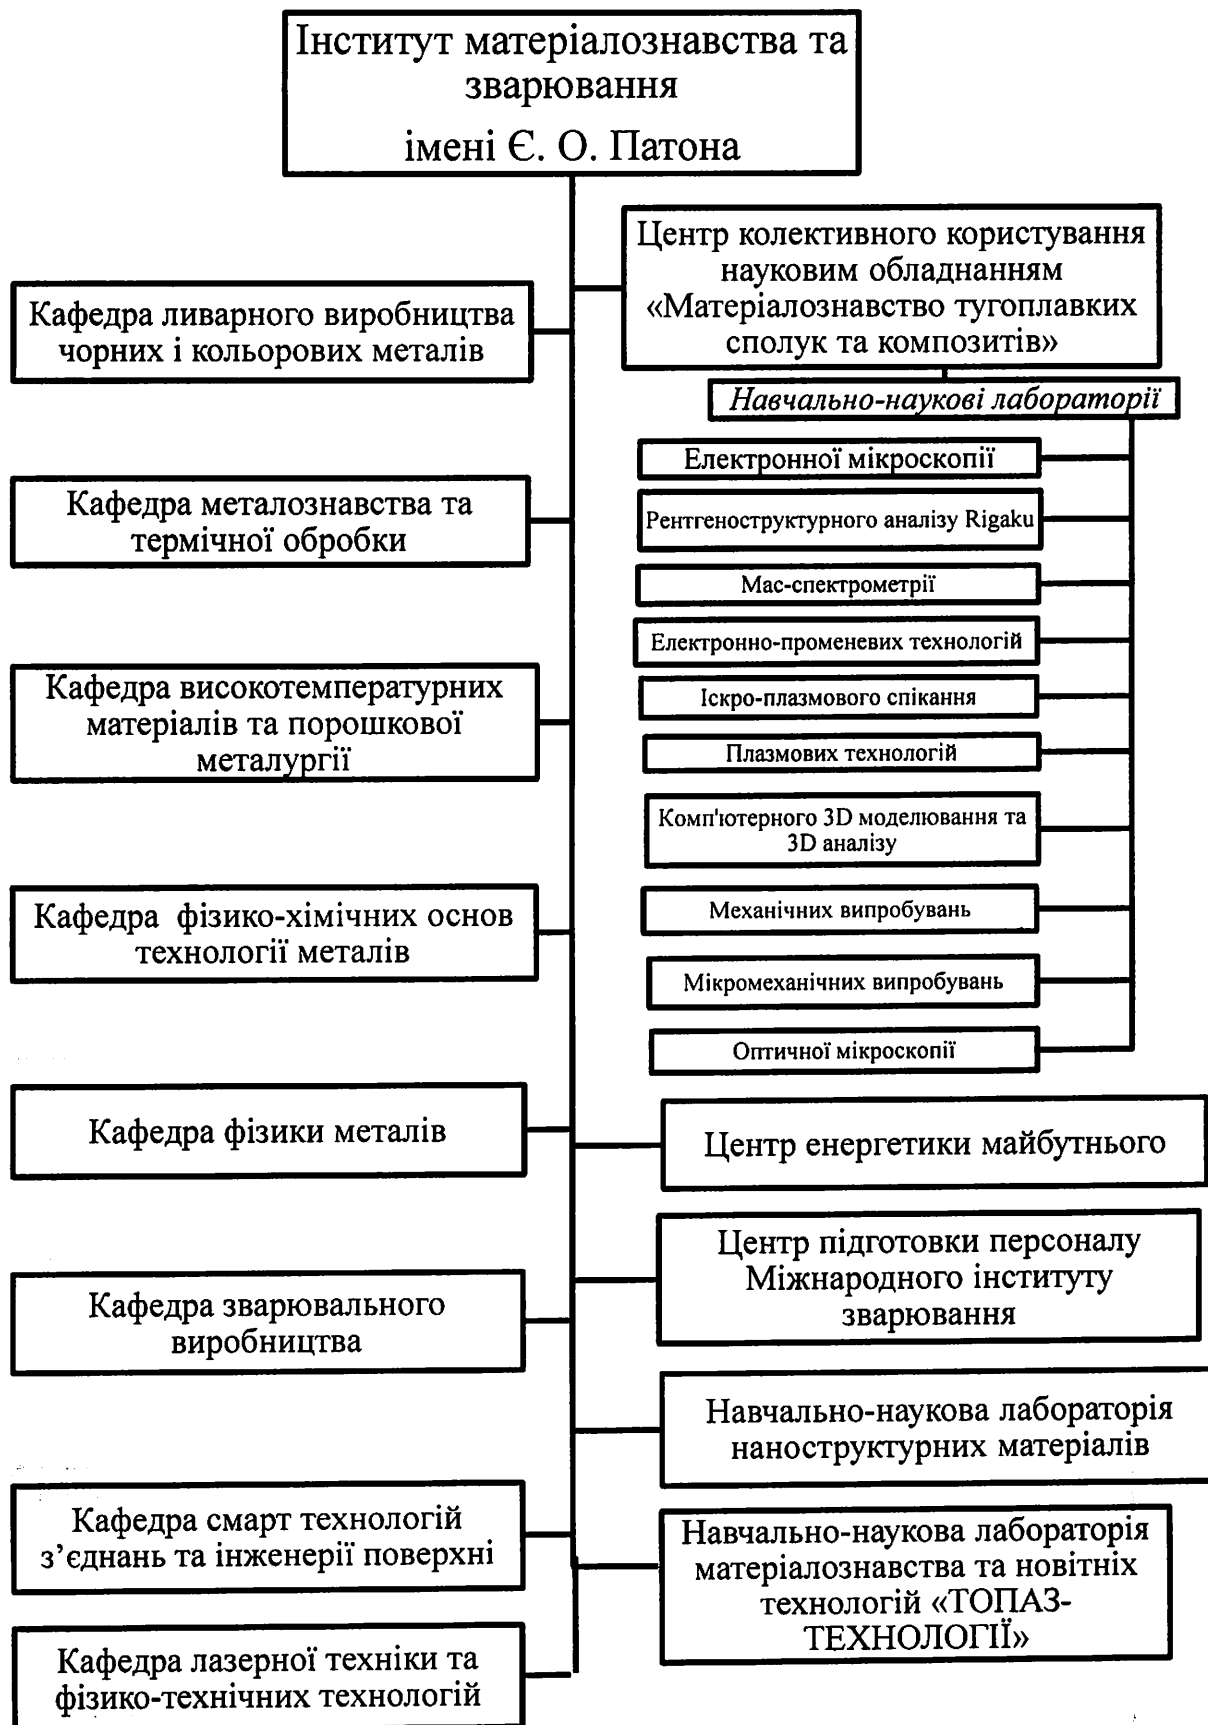 Інститут матеріалознавства та
зварювання
імені Є. О. Патона
Центр колективного користування
науковим обладнанням
«Матеріалознавство тугоплавких
сполук та композитів»
Навчально-наукові лабораторії
Електронної мікроскопії
Рентгеноструктурного аналізу Rigaku
Мас-спектрометрії
Електронно-променевих технологій
Іскро-плазмового спікання
Плазмових технологій
Комп'ютерного 3D моделювання та
3D аналізу
Механічних випробувань
Мікромеханічних випробувань
Оптичної мікроскопії
Кафедра ливарного виробництва
чорних і кольорових металів
Кафедра металознавства та
термічної обробки
Кафедра високотемпературних
матеріалів та порошкової
металургії
Кафедра фізико-хімічних основ
технології металів
Кафедра фізики металів
Кафедра зварювального
виробництва
Кафедра смарт технологій
з’єднань та інженерії поверхні
Кафедра лазерної техніки та
фізико-технічних технологій
Центр енергетики майбутнього
Центр підготовки персоналу
Міжнародного інституту
зварювання
Навчально-наукова лабораторія
наноструктурних матеріалів
Навчально-наукова лабораторія
матеріалознавства та новітніх
технологій «ТОПАЗ-
ТЕХНОЛОГІЇ»